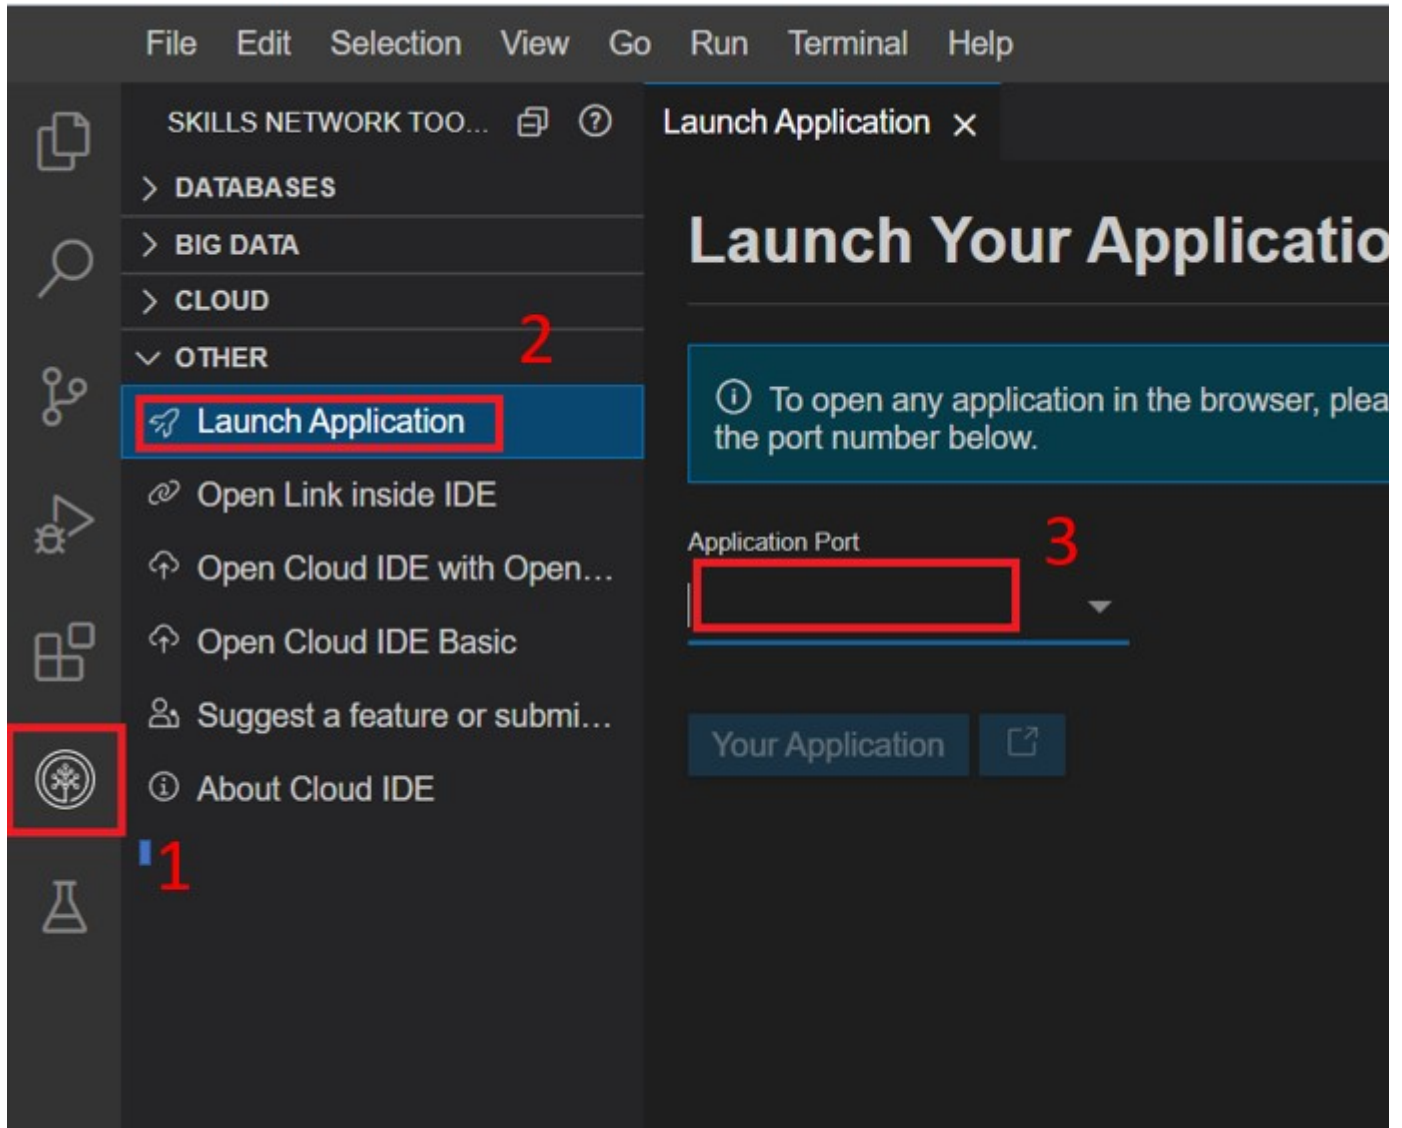 File Edit Selection View Go Run Terminal Help
SKILLS NETWORK TOO...
DATABASES
BIG DATA
CLOUD
OTHER
2
Launch Application
Open Link inside IDE
Open Cloud IDE with Open...
Open Cloud IDE Basic
Suggest a feature or submi...
About Cloud IDE
1
Launch Application
Launch Your Applicatio
To open any application in the browser, plea
the port number below.
Application Port
3
Your Application